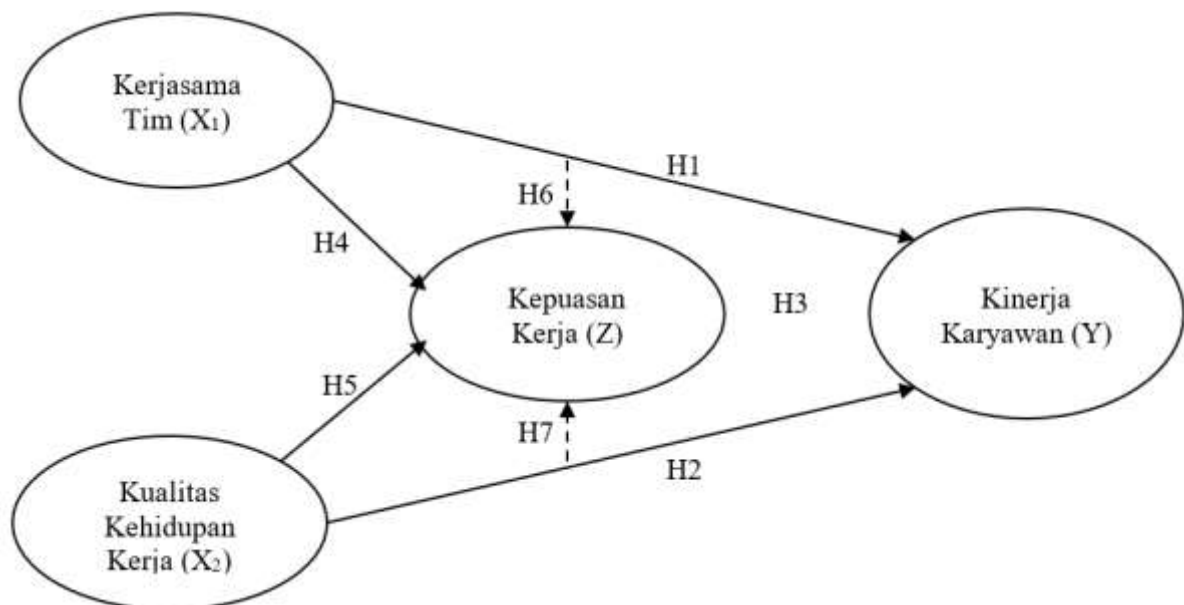 Kerjasama
Tim (X₁)
H1
H6
H4
Kepuasan
Kerja (Z)
H3
Kinerja
Karyawan (Y)
H5
H7
H2
Kualitas
Kehidupan
Kerja (X₂)